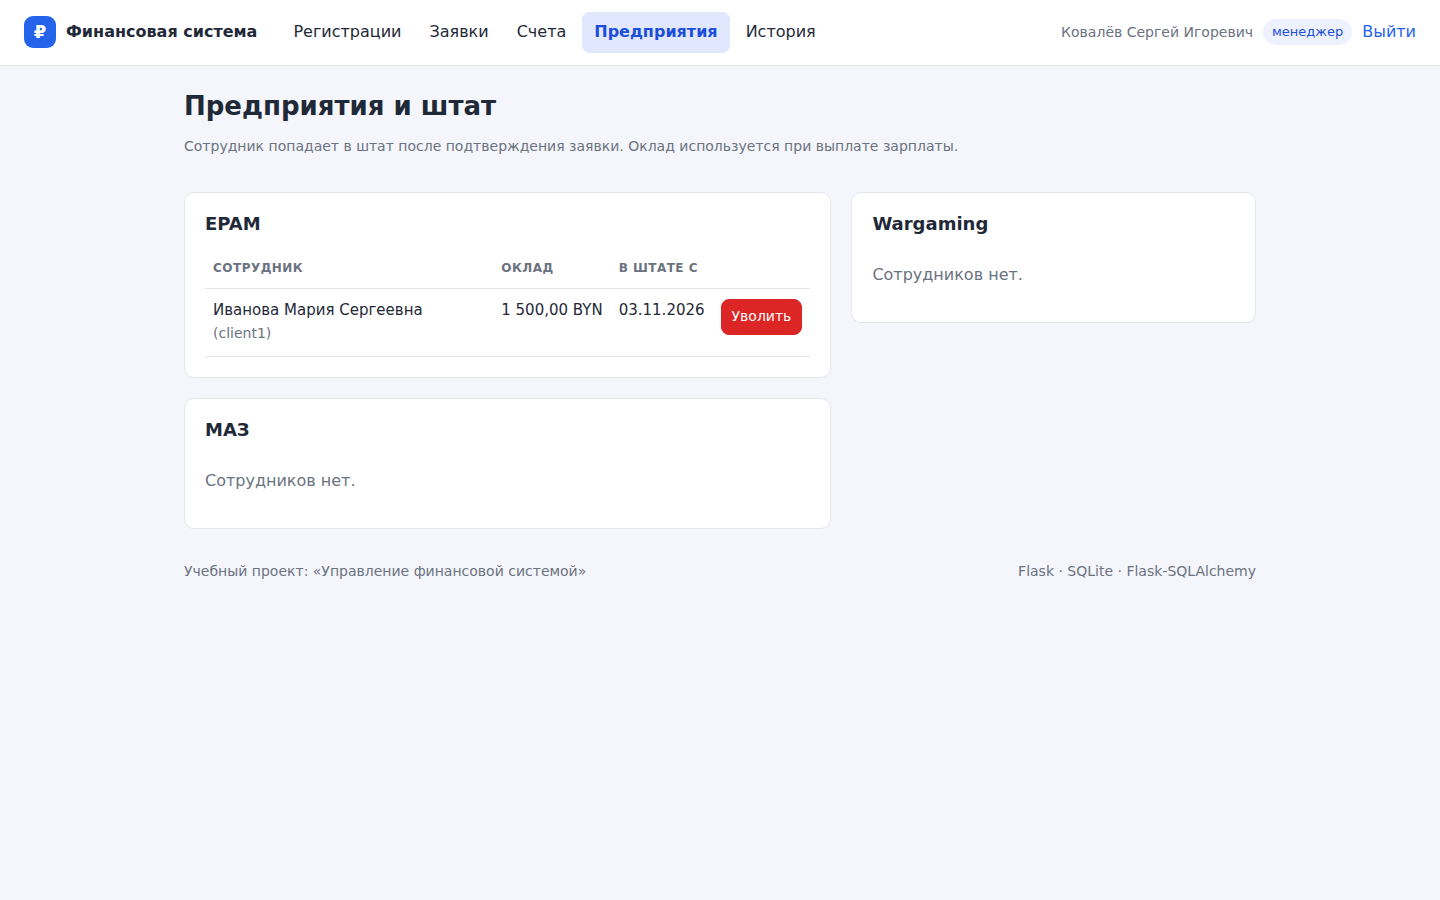 ₽ Финансовая система Регистрации Заявки Счета Предприятия История Ковалёв Сергей Игоревич менеджер Выйти
Предприятия и штат
Сотрудник попадает в штат после подтверждения заявки. Оклад используется при выплате зарплаты.
EPAM
СОТРУДНИК ОКЛАД В ШТАТЕ С
Иванова Мария Сергеевна 1 500,00 BYN 03.11.2026 Уволить
(client1)
Wargaming
Сотрудников нет.
МАЗ
Сотрудников нет.
Учебный проект: «Управление финансовой системой» Flask · SQLite · Flask-SQLAlchemy